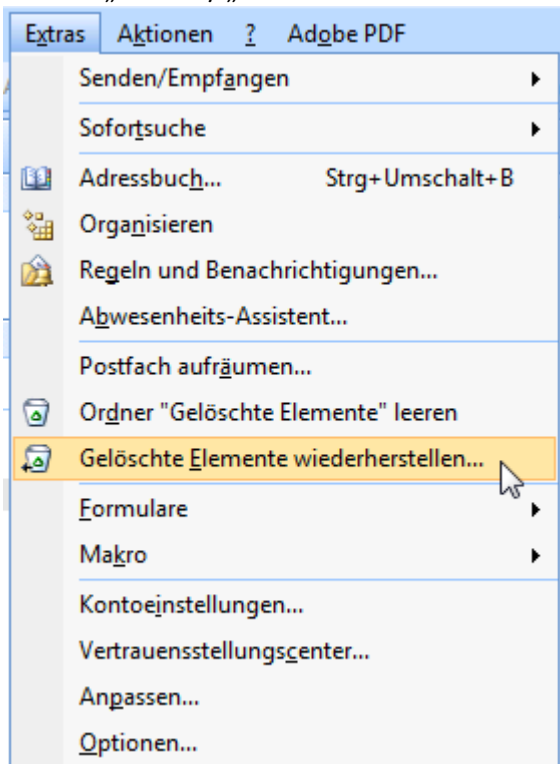 Extras Aktionen ? Adobe PDF
Senden/Empfangen
Sofortsuche
Adressbuch... Strg+Umschalt+B
Organisieren
Regeln und Benachrichtigungen...
Abwesenheits-Assistent...
Postfach aufräumen...
Ordner "Gelöschte Elemente" leeren
Gelöschte Elemente wiederherstellen...
Formulare
Makro
Kontoeinstellungen...
Vertrauensstellungscenter...
Anpassen...
Optionen...